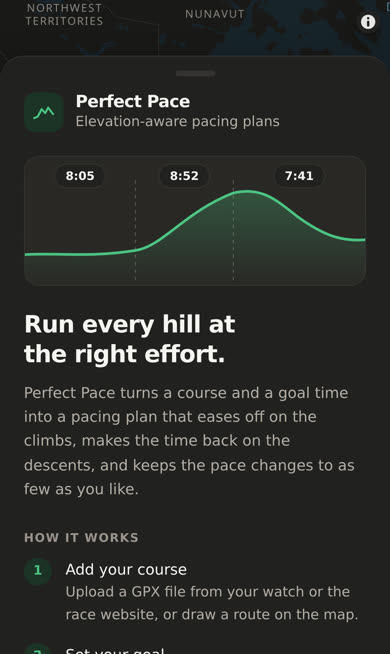 NORTHWEST
TERRITORIES
NUNAVUT
Perfect Pace
Elevation-aware pacing plans
8:05
8:52
7:41
Run every hill at
the right effort.
Perfect Pace turns a course and a goal time
into a pacing plan that eases off on the
climbs, makes the time back on the
descents, and keeps the pace changes to as
few as you like.
HOW IT WORKS
1
Add your course
Upload a GPX file from your watch or the
race website, or draw a route on the map.
2
Set your goal